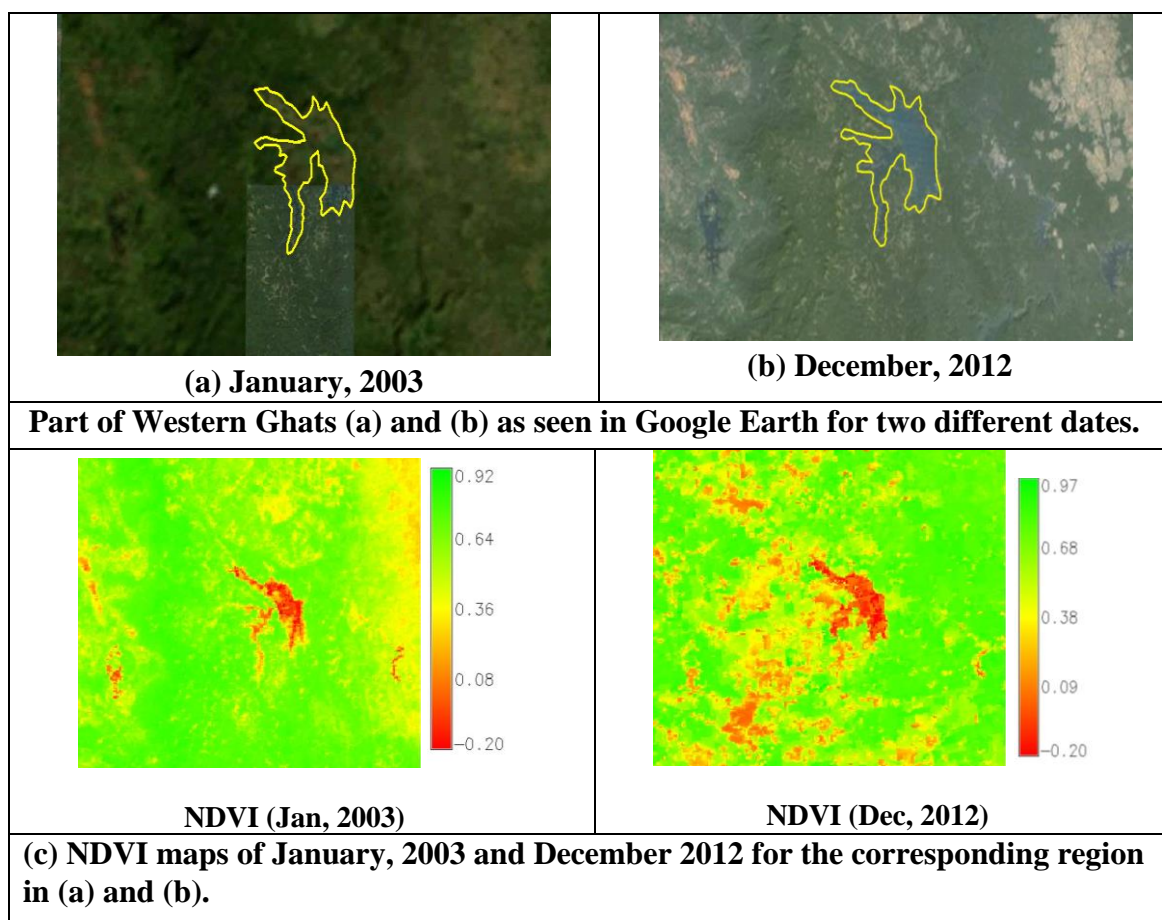 (a) January, 2003
(b) December, 2012
Part of Western Ghats (a) and (b) as seen in Google Earth for two different dates.
0.92
0.64
0.36
0.08
-0.20
NDVI (Jan, 2003)
0.97
0.68
0.38
0.09
-0.20
NDVI (Dec, 2012)
(c) NDVI maps of January, 2003 and December 2012 for the corresponding region
in (a) and (b).